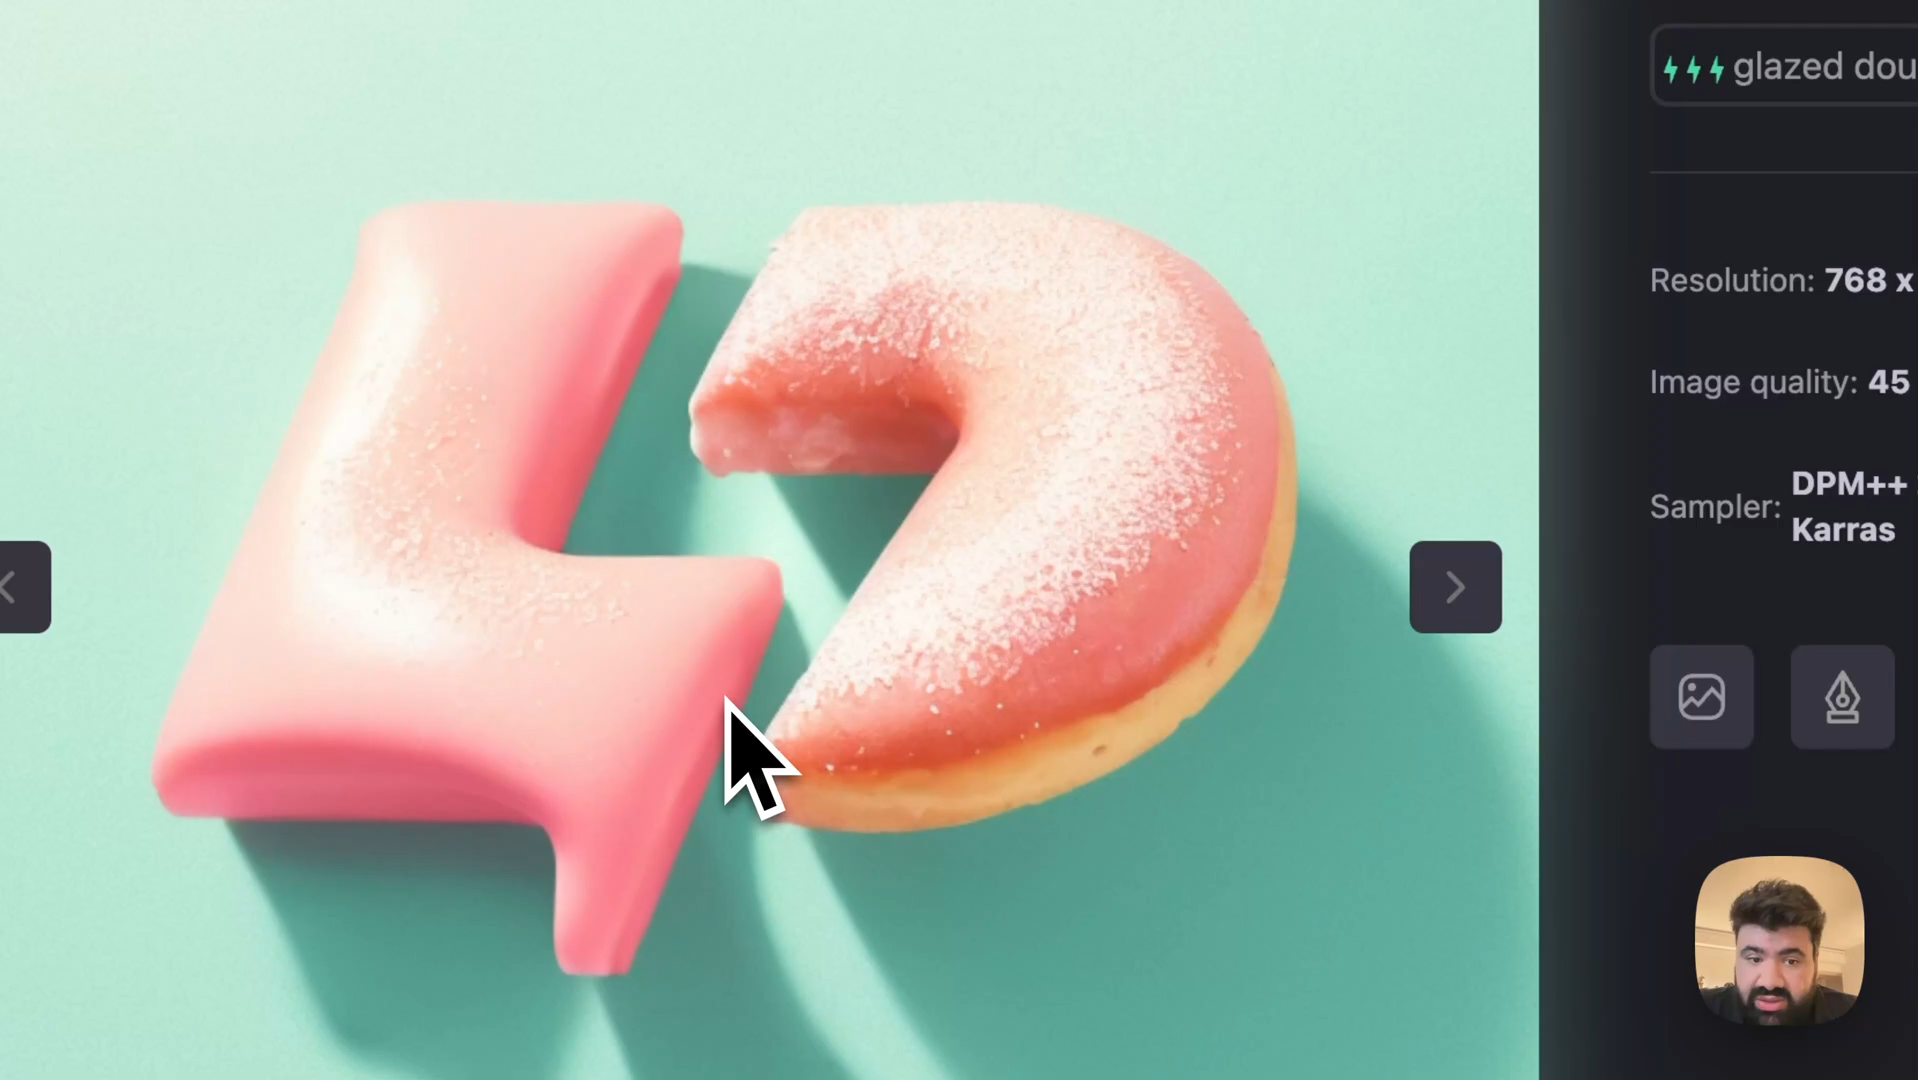 glazed dou
Resolution: 768 x
Image quality: 45
Sampler: DPM++
Karras